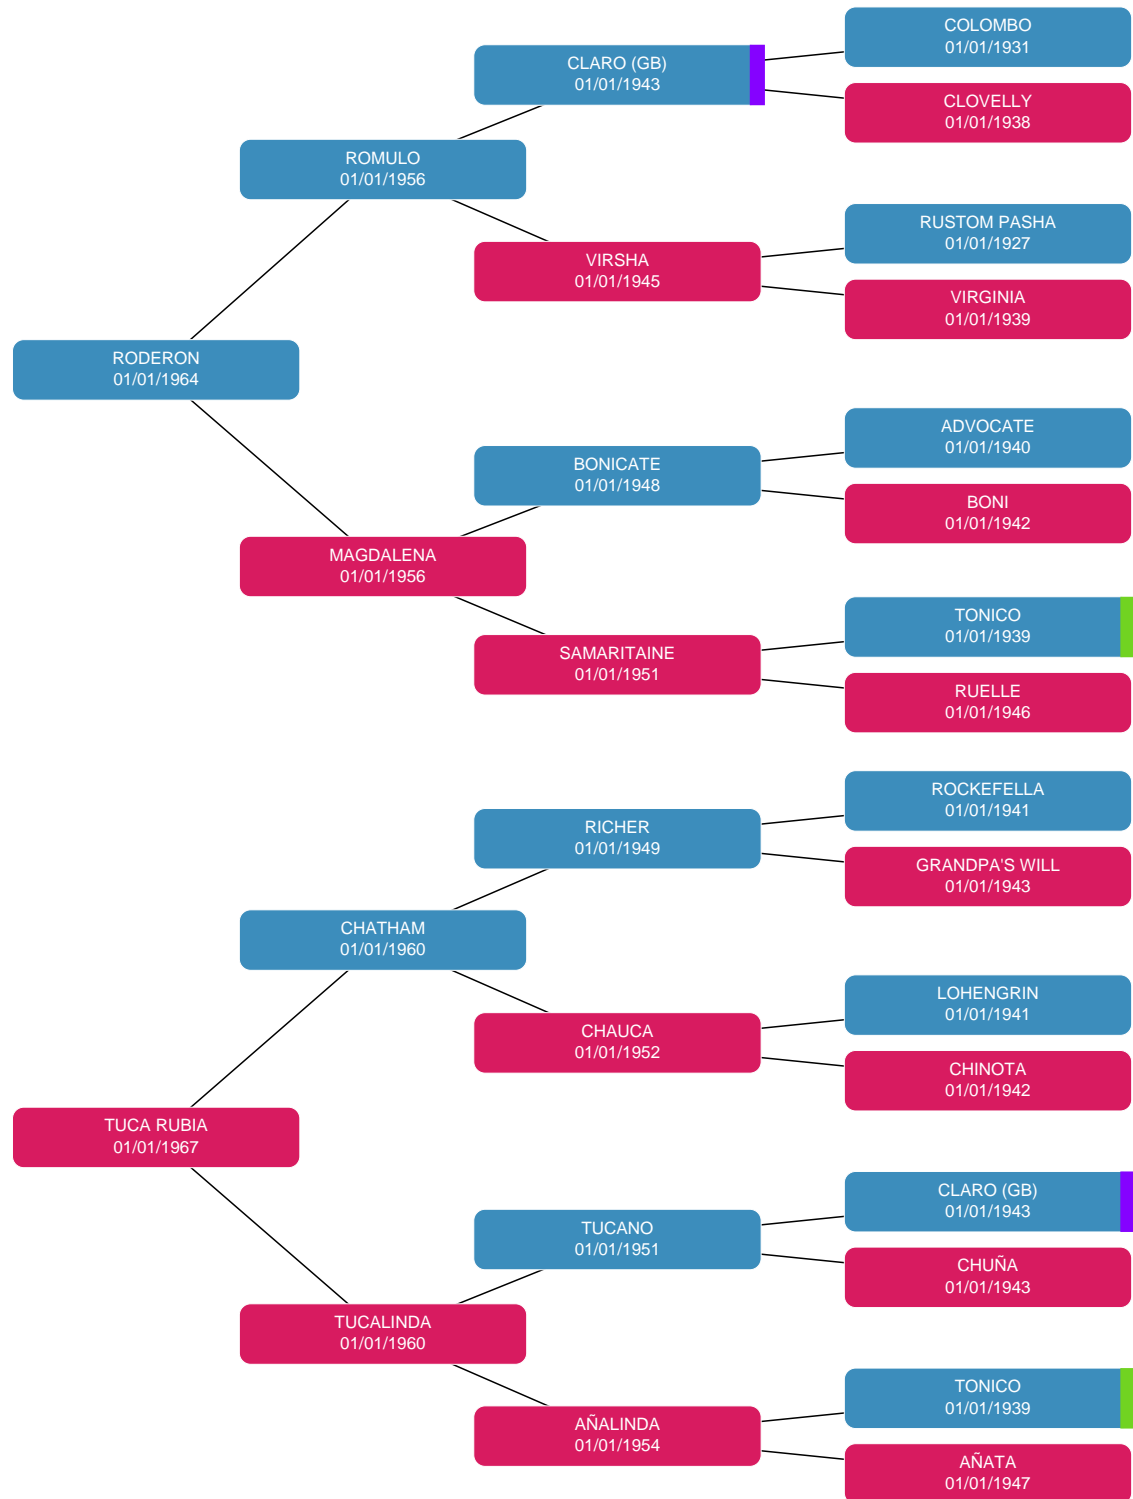 COLOMBO
01/01/1931
CLARO (GB)
01/01/1943
CLOVELLY
01/01/1938
ROMULO
01/01/1956
RUSTOM PASHA
01/01/1927
VIRSHA
01/01/1945
VIRGINIA
01/01/1939
RODERON
01/01/1964
ADVOCATE
01/01/1940
BONICATE
01/01/1948
BONI
01/01/1942
MAGDALENA
01/01/1956
TONICO
01/01/1939
SAMARITAINE
01/01/1951
RUELLE
01/01/1946
ROCKEFELLA
01/01/1941
RICHER
01/01/1949
GRANDPA'S WILL
01/01/1943
CHATHAM
01/01/1960
LOHENGRIN
01/01/1941
CHAUCA
01/01/1952
CHINOTA
01/01/1942
TUCA RUBIA
01/01/1967
CLARO (GB)
01/01/1943
TUCANO
01/01/1951
CHUÑA
01/01/1943
TUCALINDA
01/01/1960
TONICO
01/01/1939
AÑALINDA
01/01/1954
AÑATA
01/01/1947